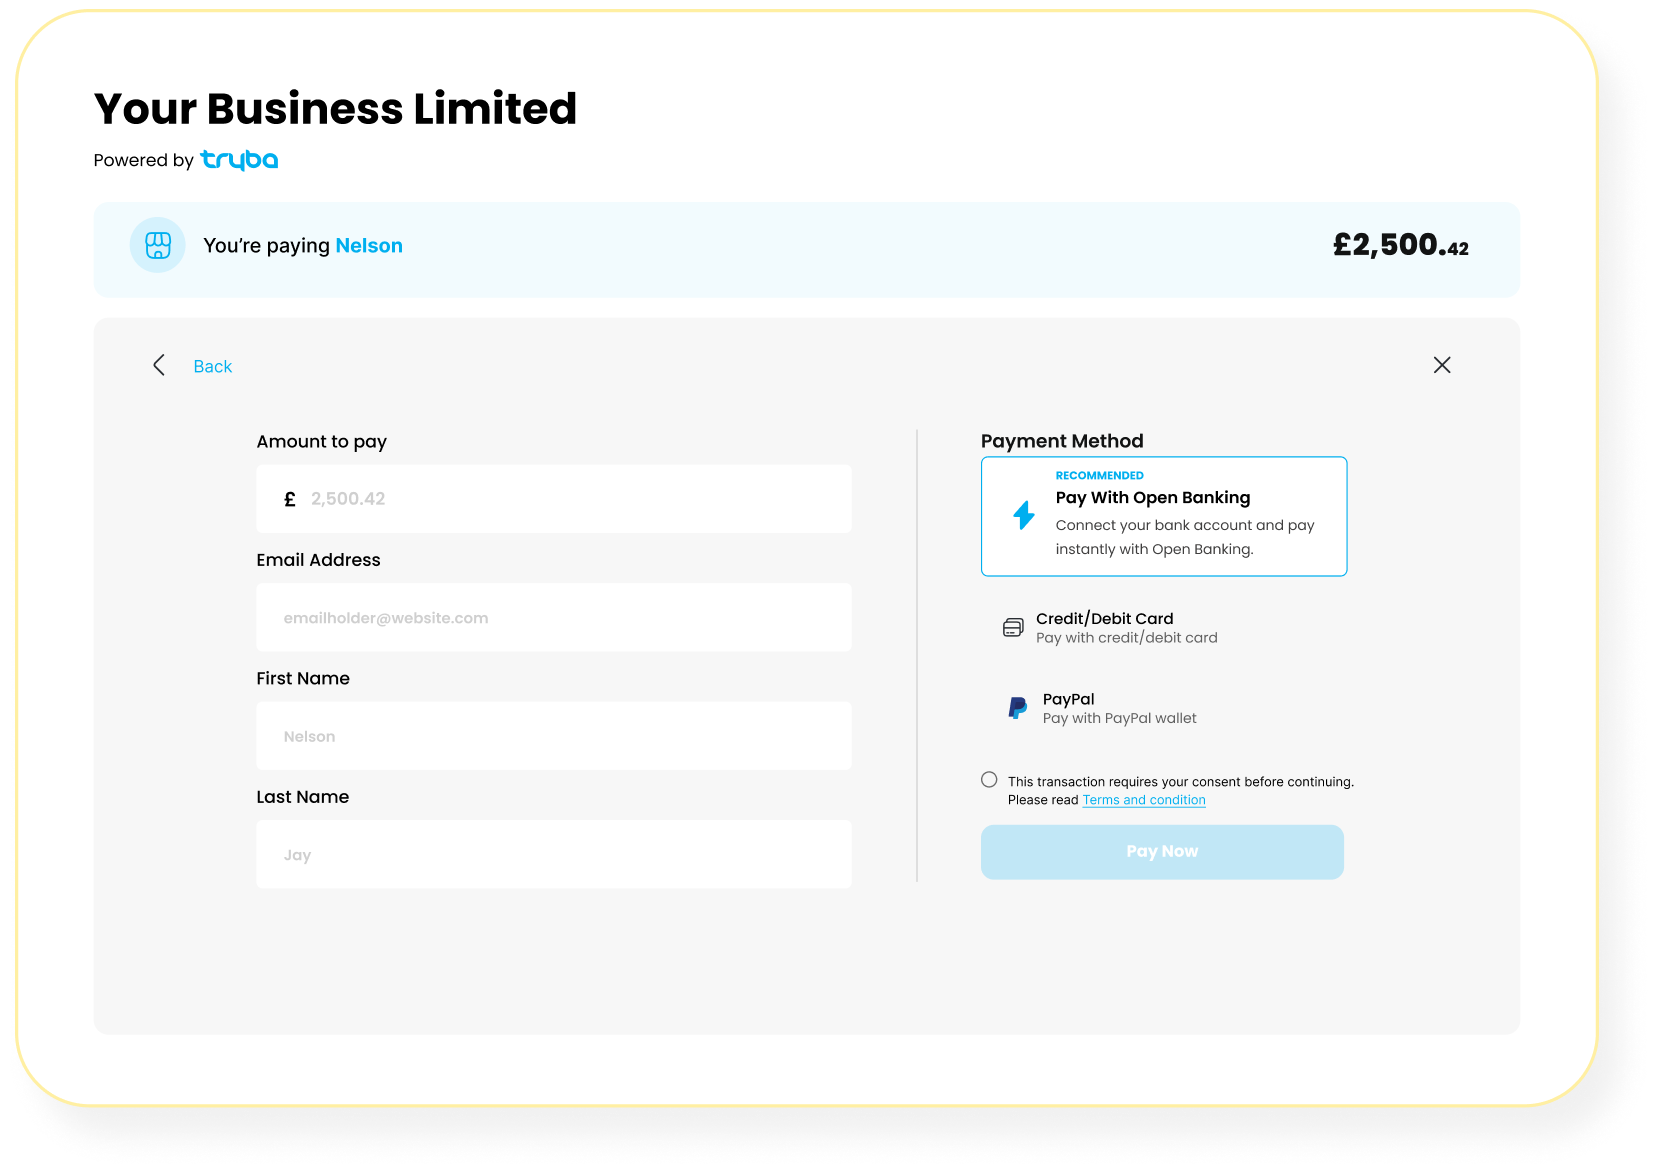 Your Business Limited
Powered by tryba
You’re paying Nelson
£2,500.42
Back
Amount to pay
£ 2,500.42
Email Address
emailholder@website.com
First Name
Nelson
Last Name
Jay
Payment Method
RECOMMENDED
Pay With Open Banking
Connect your bank account and pay
instantly with Open Banking.
Credit/Debit Card
Pay with credit/debit card
PayPal
Pay with PayPal wallet
This transaction requires your consent before continuing.
Please read Terms and condition
Pay Now